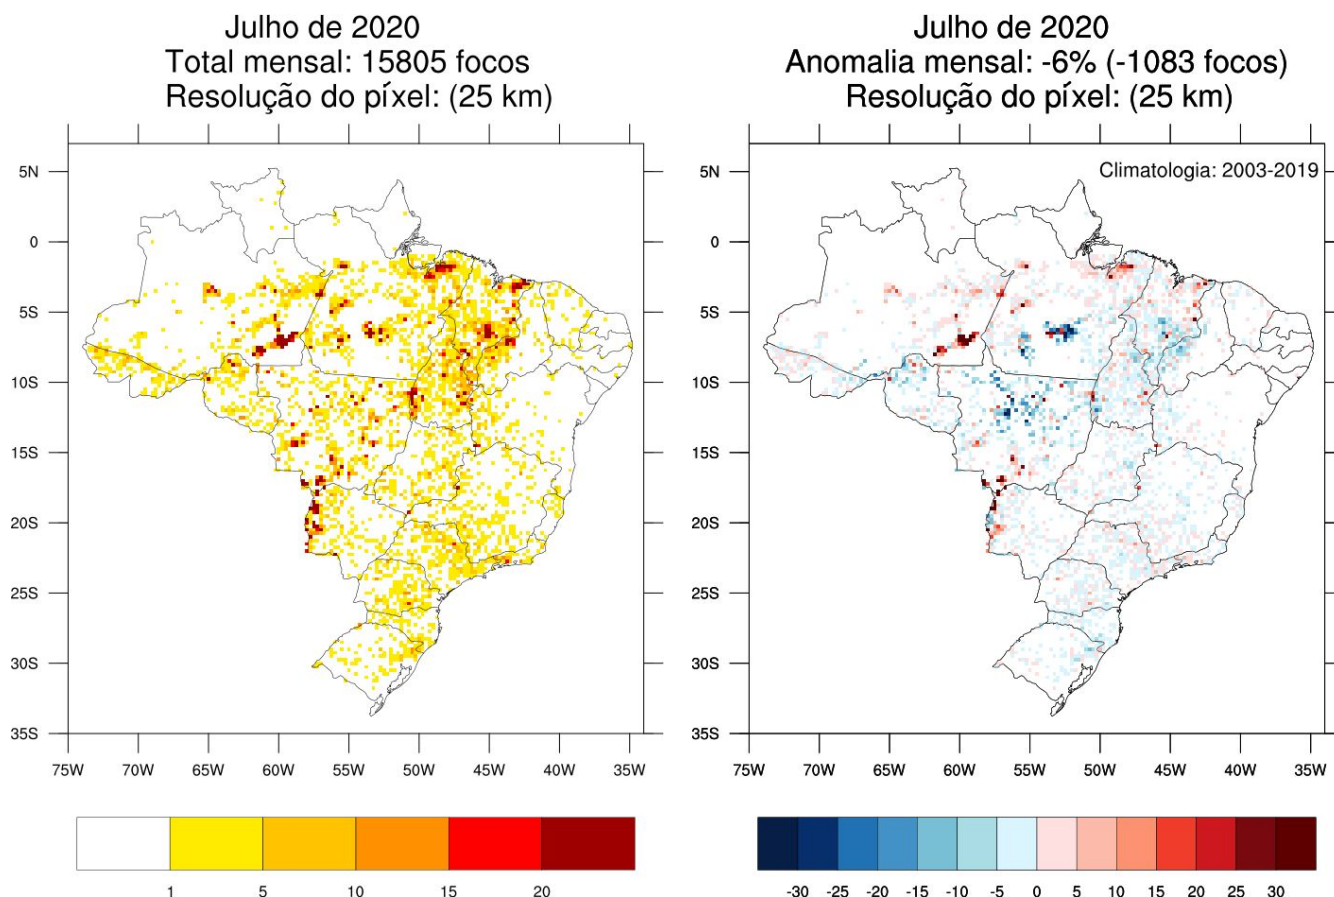 Julho de 2020
Total mensal: 15805 focos
Resolução do píxel: (25 km)
5N
0
5S
10S
15S
20S
25S
30S
35S
75W 70W 65W 60W 55W 50W 45W 40W 35W
1 5 10 15 20
Julho de 2020
Anomalia mensal: -6% (-1083 focos)
Resolução do píxel: (25 km)
Climatologia: 2003-2019
5N
0
5S
10S
15S
20S
25S
30S
35S
75W 70W 65W 60W 55W 50W 45W 40W 35W
-30 -25 -20 -15 -10 -5 0 5 10 15 20 25 30